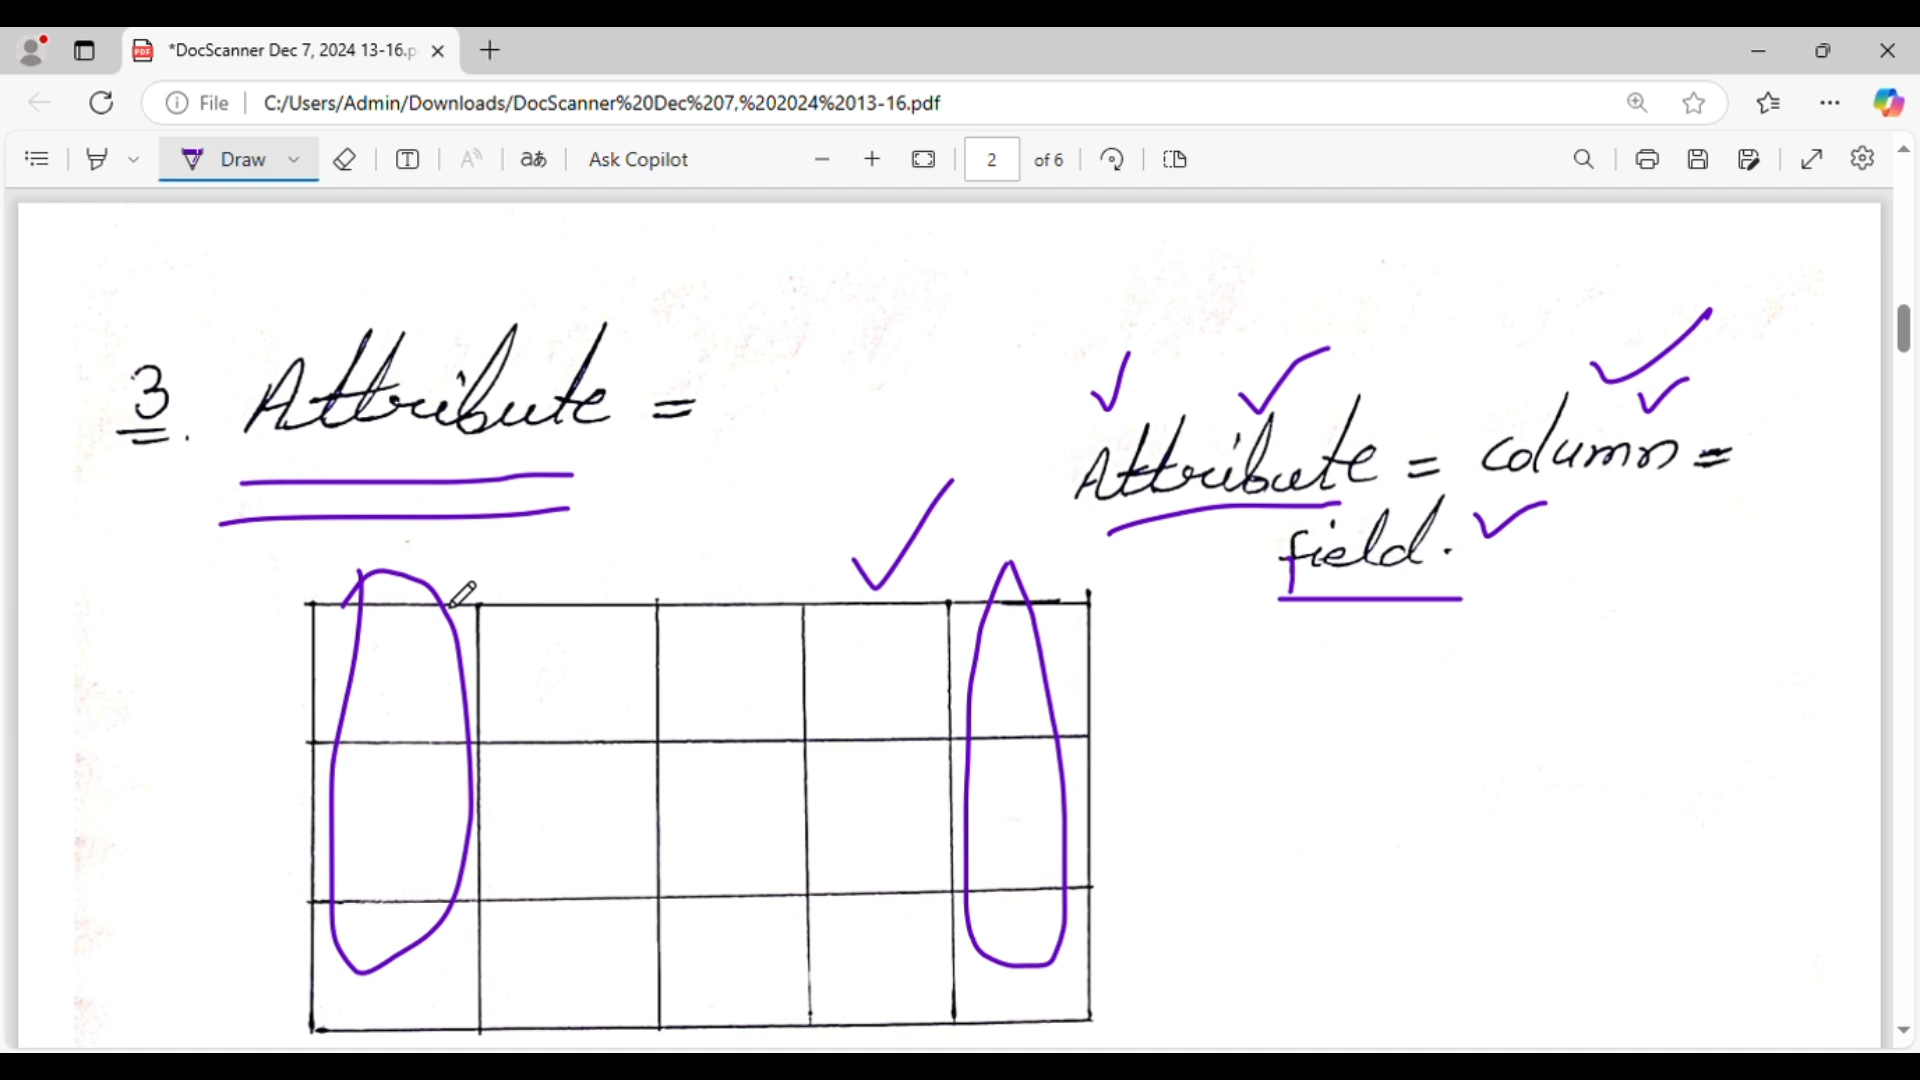 *DocScanner Dec 7, 2024 13-16.p
File C:/Users/Admin/Downloads/DocScanner%20Dec%207,%202024%2013-16.pdf
Draw Ask Copilot 2 of 6
3. Attribute =
Attribute = column =
field.